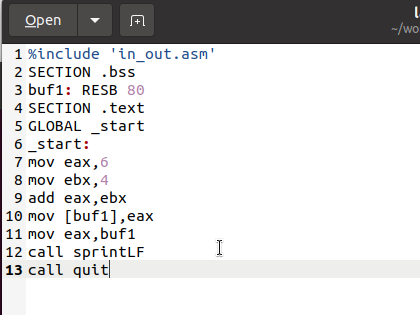 Open
l
~/wo
1 %include 'in_out.asm'
2 SECTION .bss
3 buf1: RESB 80
4 SECTION .text
5 GLOBAL _start
6 _start:
7 mov eax,6
8 mov ebx,4
9 add eax,ebx
10 mov [buf1],eax
11 mov eax,buf1
12 call sprintLF
13 call quit